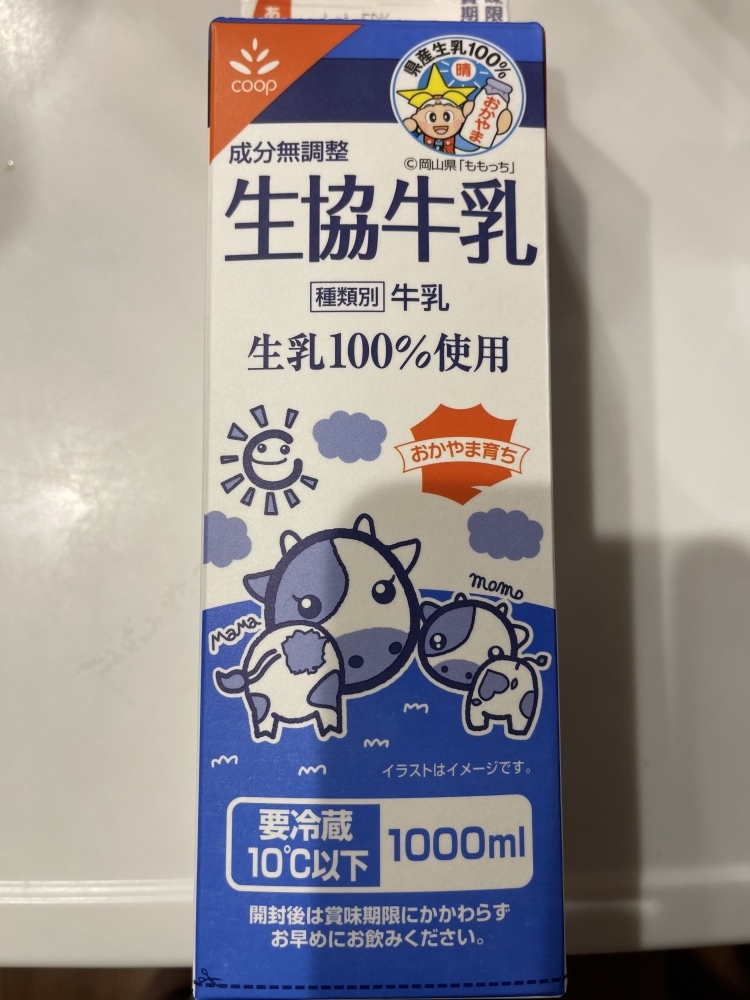 coop
県産生乳100%
晴
おかやま
©岡山県「ももっち」
成分無調整
生協牛乳
種類別 牛乳
生乳100%使用
おかやま育ち
mama
momo
イラストはイメージです。
要冷蔵
10℃以下
1000ml
開封後は賞味期限にかかわらず
お早めにお飲みください。